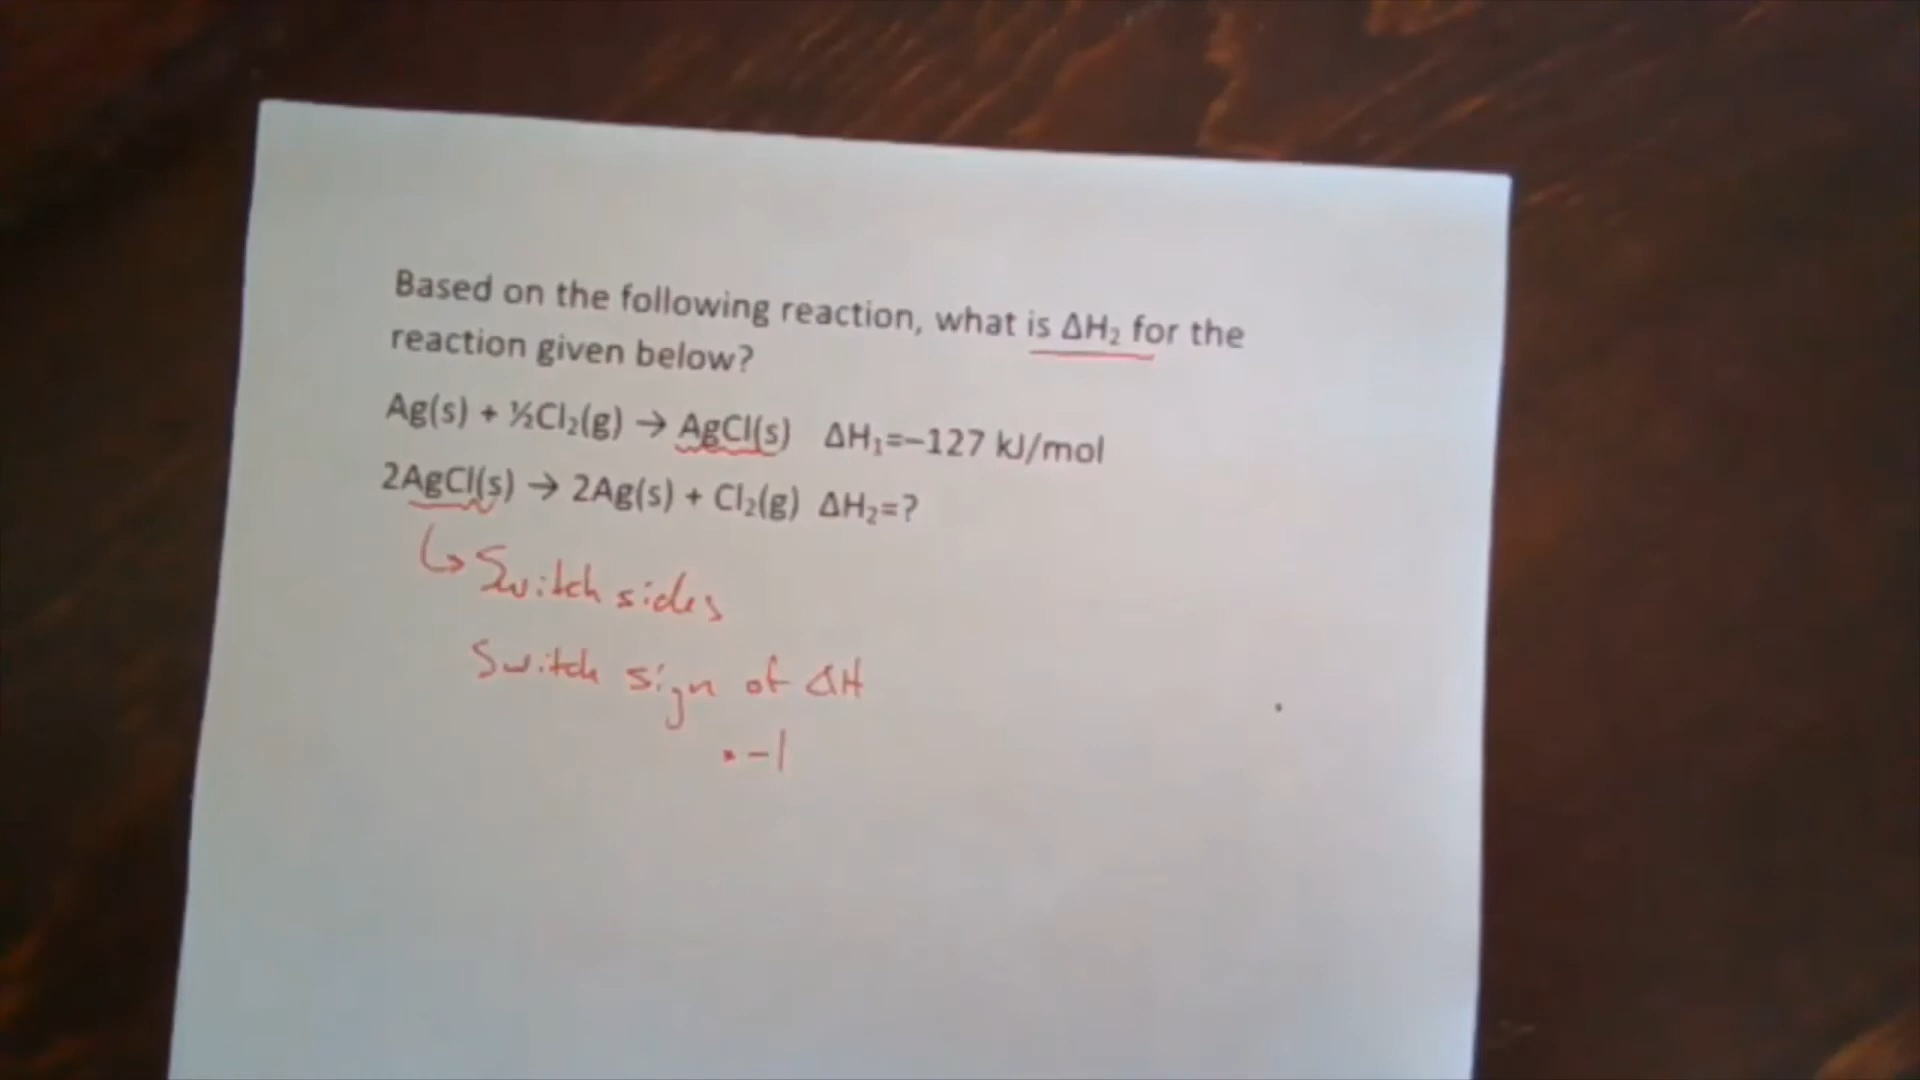 Based on the following reaction, what is ΔH₂ for the
reaction given below?
Ag(s) + ½Cl₂(g) → AgCl(s) ΔH₁=−127 kJ/mol
2AgCl(s) → 2Ag(s) + Cl₂(g) ΔH₂=?
↳ Switch sides
Switch sign of ΔH
· −1